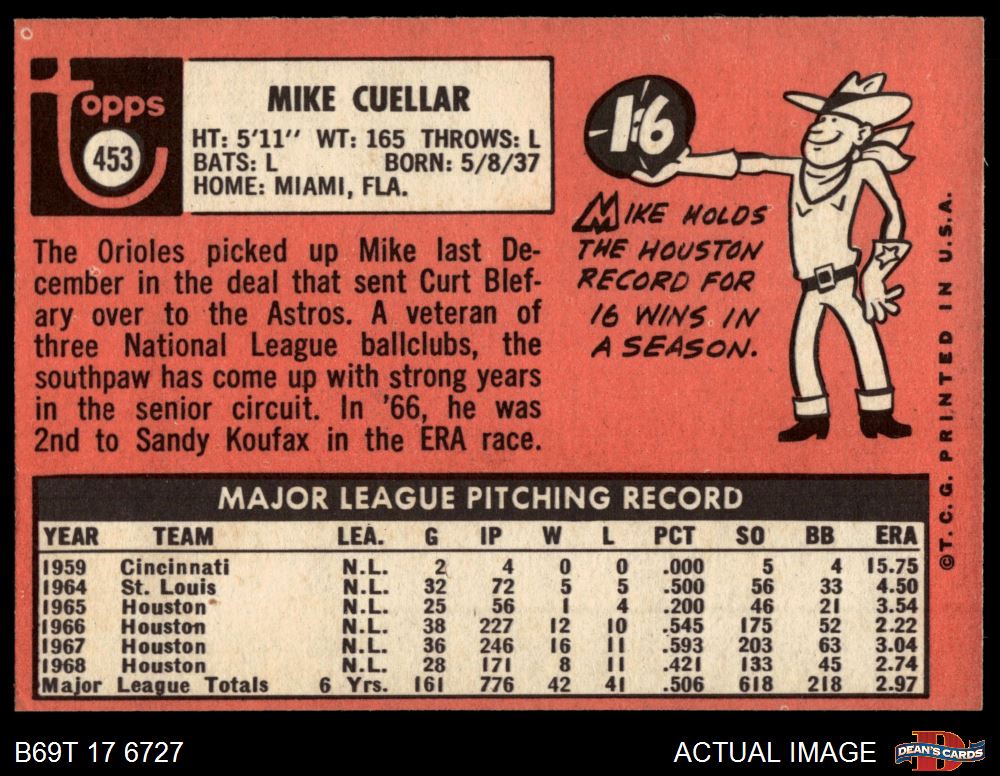 Topps
453
MIKE CUELLAR
HT: 5'11" WT: 165 THROWS: L
BATS: L BORN: 5/8/37
HOME: MIAMI, FLA.
The Orioles picked up Mike last De-
cember in the deal that sent Curt Blef-
ary over to the Astros. A veteran of
three National League ballclubs, the
southpaw has come up with strong years
in the senior circuit. In '66, he was
2nd to Sandy Koufax in the ERA race.
16
MIKE HOLDS
THE HOUSTON
RECORD FOR
16 WINS IN
A SEASON.
©T.C.G. PRINTED IN U.S.A.
MAJOR LEAGUE PITCHING RECORD
YEAR TEAM LEA. G IP W L PCT SO BB ERA
1959 Cincinnati N.L. 2 4 0 0 .000 5 4 15.75
1964 St. Louis N.L. 32 72 5 5 .500 56 33 4.50
1965 Houston N.L. 25 56 1 4 .200 46 21 3.54
1966 Houston N.L. 38 227 12 10 .545 175 52 2.22
1967 Houston N.L. 36 246 16 11 .593 203 63 3.04
1968 Houston N.L. 28 171 8 11 .421 133 45 2.74
Major League Totals 6 Yrs. 161 776 42 41 .506 618 218 2.97
B69T 17 6727
ACTUAL IMAGE
D
DEAN'S CARDS